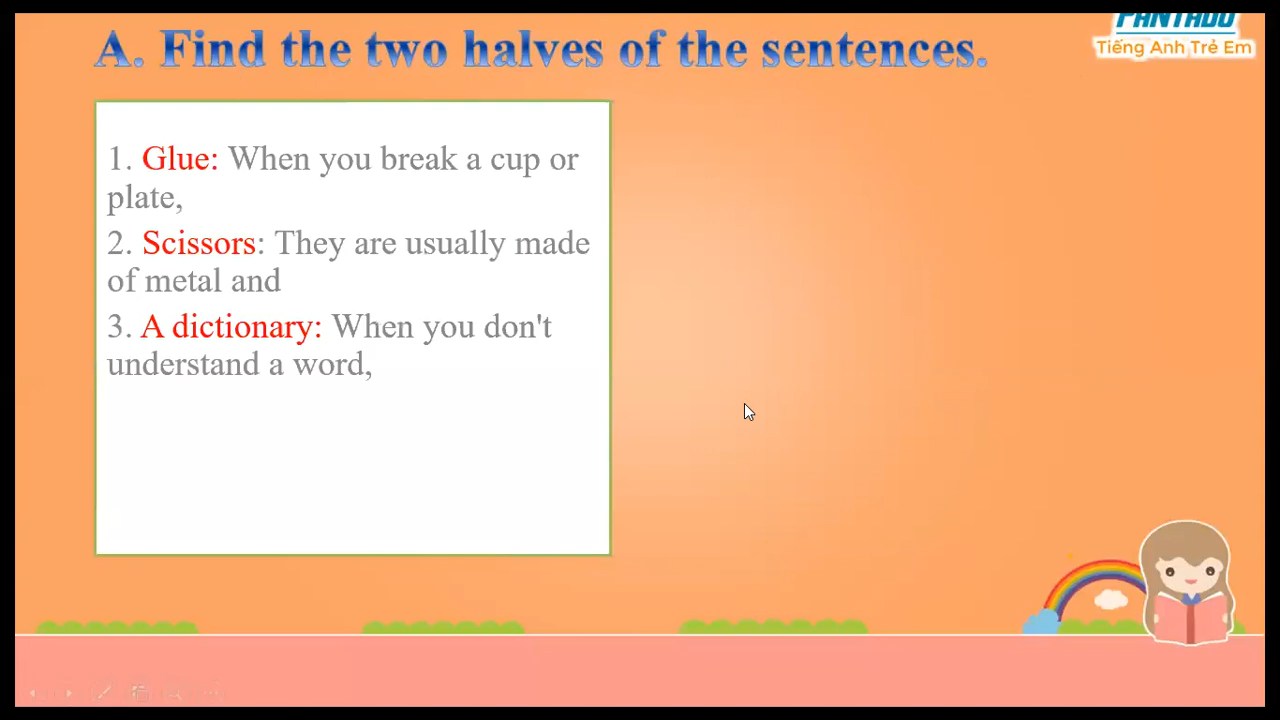 PANTADO
Tiếng Anh Trẻ Em
A. Find the two halves of the sentences.
1. Glue: When you break a cup or
plate,
2. Scissors: They are usually made
of metal and
3. A dictionary: When you don't
understand a word,